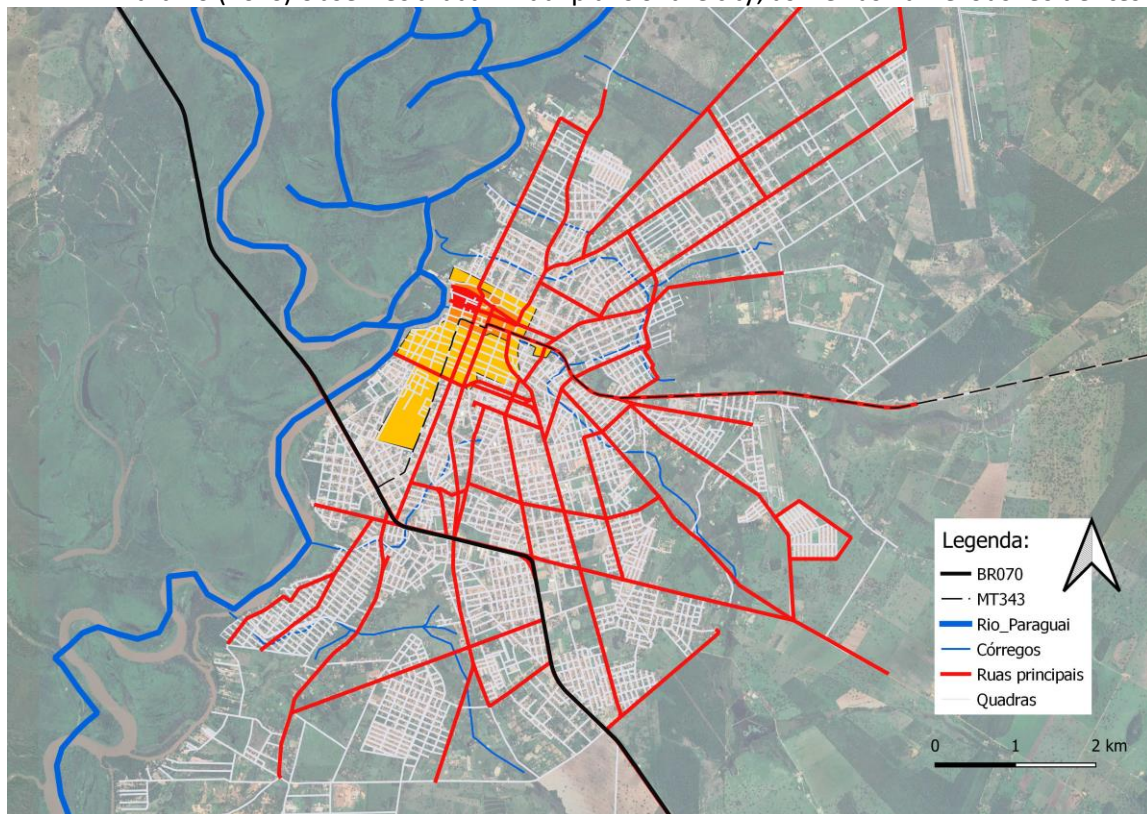 Legenda:
BR070
MT343
Rio_Paraguai
Córregos
Ruas principais
Quadras
0 1 2 km